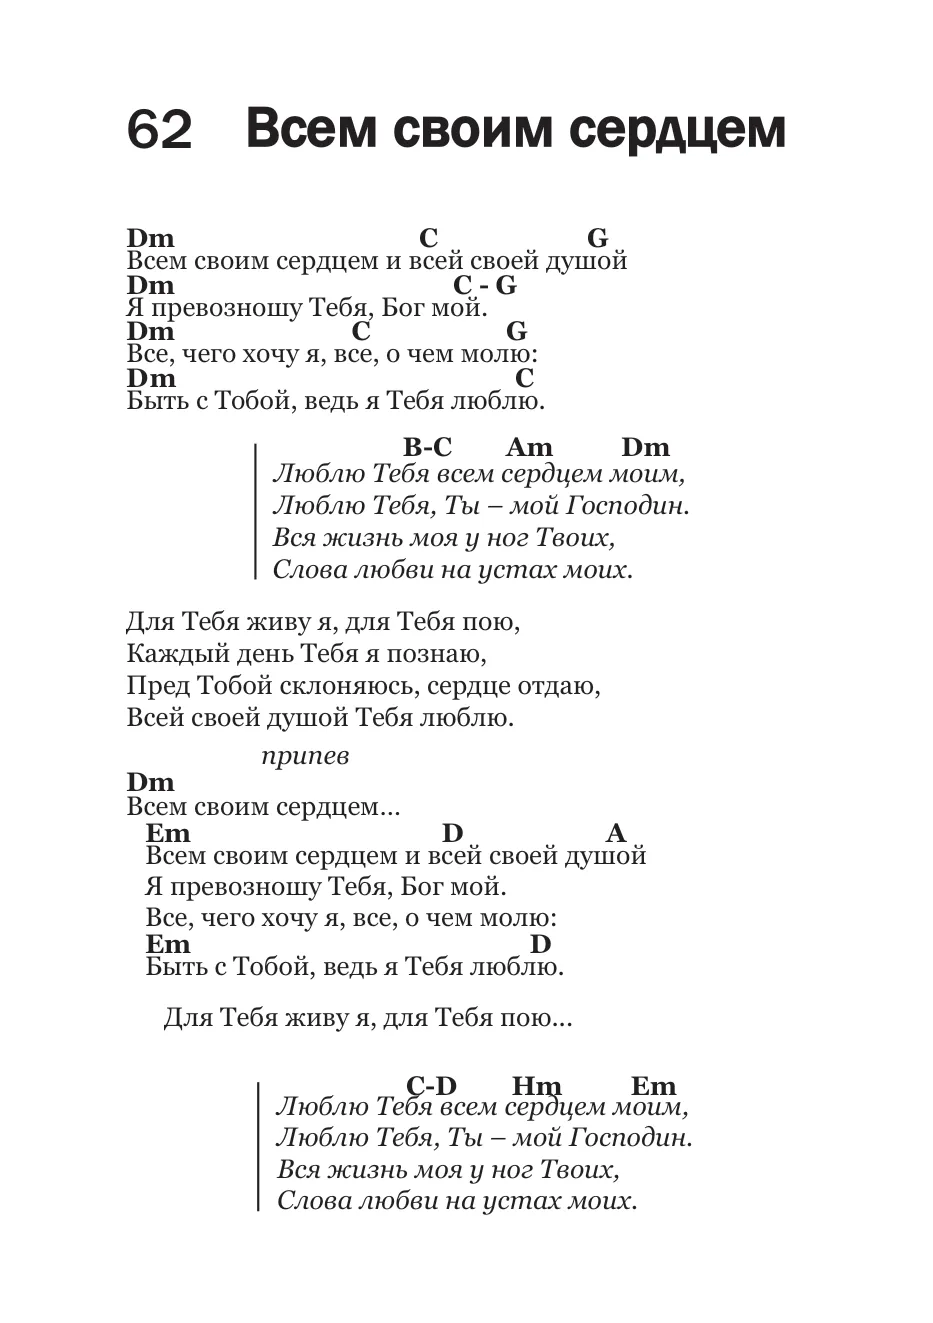 62 Всем своим сердцем
Dm C G
Всем своим сердцем и всей своей душой
Dm C - G
Я превозношу Тебя, Бог мой.
Dm C G
Все, чего хочу я, все, о чем молю:
Dm C
Быть с Тобой, ведь я Тебя люблю.
B-C Am Dm
Люблю Тебя всем сердцем моим,
Люблю Тебя, Ты – мой Господин.
Вся жизнь моя у ног Твоих,
Слова любви на устах моих.
Для Тебя живу я, для Тебя пою,
Каждый день Тебя я познаю,
Пред Тобой склоняюсь, сердце отдаю,
Всей своей душой Тебя люблю.
припев
Dm
Всем своим сердцем...
Em D A
Всем своим сердцем и всей своей душой
Я превозношу Тебя, Бог мой.
Все, чего хочу я, все, о чем молю:
Em D
Быть с Тобой, ведь я Тебя люблю.
Для Тебя живу я, для Тебя пою...
C-D Hm Em
Люблю Тебя всем сердцем моим,
Люблю Тебя, Ты – мой Господин.
Вся жизнь моя у ног Твоих,
Слова любви на устах моих.